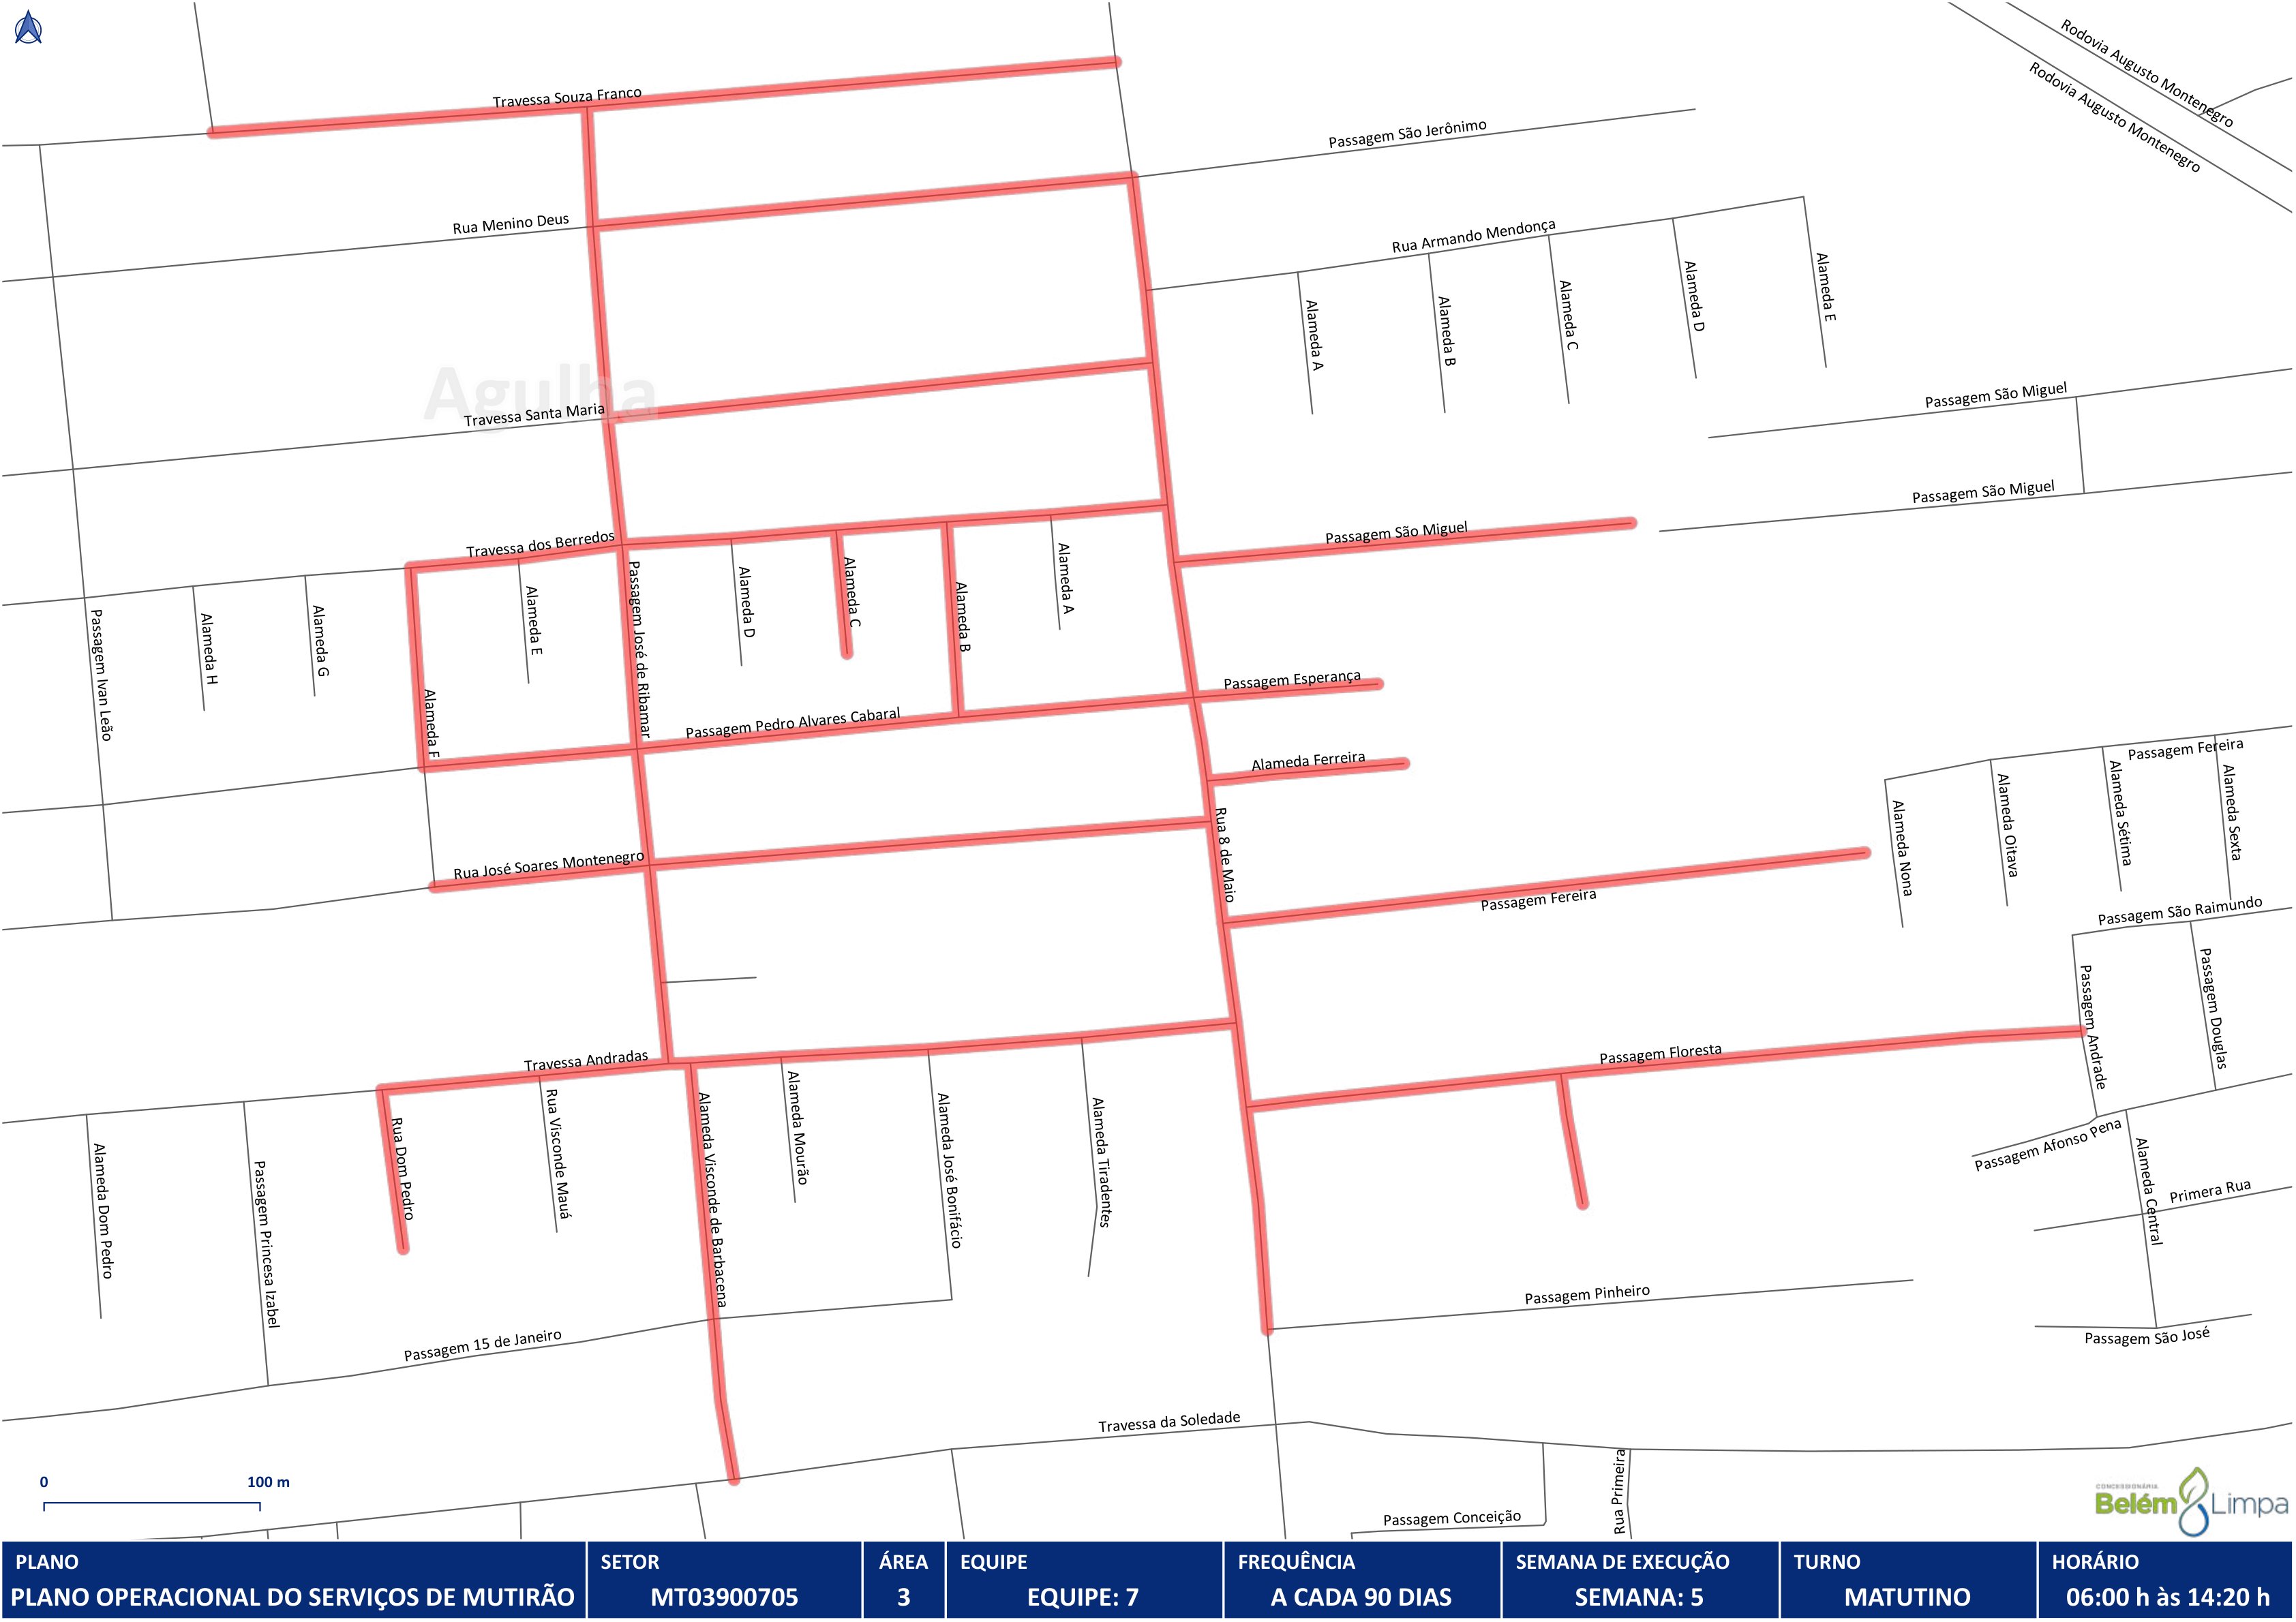 Rodovia Augusto Montenegro
Rodovia Augusto Montenegro
Travessa Souza Franco
Passagem São Jerônimo
Rua Menino Deus
Rua Armando Mendonça
Alameda A
Alameda B
Alameda C
Alameda D
Alameda E
Agulha
Travessa Santa Maria
Passagem São Miguel
Passagem São Miguel
Passagem São Miguel
Travessa dos Berredos
Passagem Ivan Leão
Alameda H
Alameda G
Alameda F
Alameda E
Passagem José de Ribamar
Alameda D
Alameda C
Alameda B
Alameda A
Passagem Esperança
Passagem Pedro Alvares Cabaral
Alameda Ferreira
Passagem Fereira
Alameda Nona
Alameda Oitava
Alameda Sétima
Alameda Sexta
Rua José Soares Montenegro
Rua 8 de Maio
Passagem Fereira
Passagem São Raimundo
Passagem Andrade
Passagem Douglas
Passagem Floresta
Travessa Andradas
Alameda Dom Pedro
Passagem Princesa Izabel
Rua Dom Pedro
Rua Visconde Mauá
Alameda Visconde de Barbacena
Alameda Mourão
Alameda José Bonifácio
Alameda Tiradentes
Passagem Afonso Pena
Alameda Central
Primera Rua
Passagem Pinheiro
Passagem São José
Passagem 15 de Janeiro
Travessa da Soledade
Rua Primeira
Passagem Conceição
0 100 m
CONCESSIONÁRIA
Belém Limpa
PLANO SETOR ÁREA EQUIPE FREQUÊNCIA SEMANA DE EXECUÇÃO TURNO HORÁRIO
PLANO OPERACIONAL DO SERVIÇOS DE MUTIRÃO MT03900705 3 EQUIPE: 7 A CADA 90 DIAS SEMANA: 5 MATUTINO 06:00 h às 14:20 h